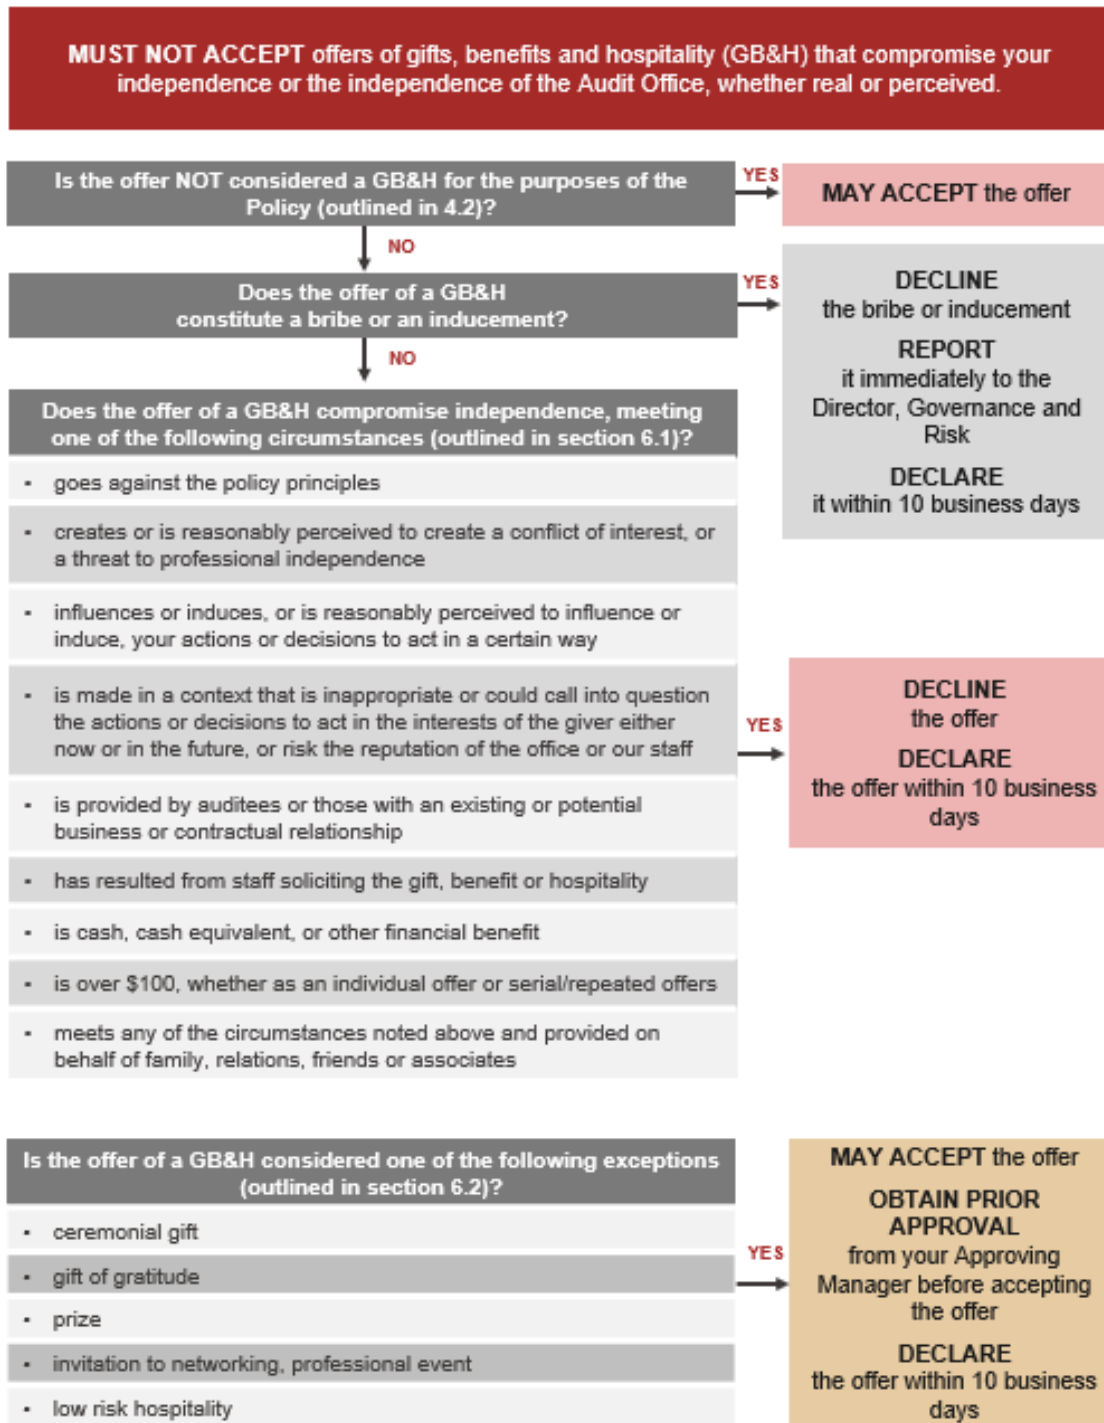 MUST NOT ACCEPT offers of gifts, benefits and hospitality (GB&H) that compromise your
independence or the independence of the Audit Office, whether real or perceived.
Is the offer NOT considered a GB&H for the purposes of the
Policy (outlined in 4.2)?
YES
MAY ACCEPT the offer
NO
Does the offer of a GB&H
constitute a bribe or an inducement?
YES
DECLINE
the bribe or inducement
REPORT
it immediately to the
Director, Governance and
Risk
DECLARE
it within 10 business days
NO
Does the offer of a GB&H compromise independence, meeting
one of the following circumstances (outlined in section 6.1)?
▪ goes against the policy principles
▪ creates or is reasonably perceived to create a conflict of interest, or
a threat to professional independence
▪ influences or induces, or is reasonably perceived to influence or
induce, your actions or decisions to act in a certain way
▪ is made in a context that is inappropriate or could call into question
the actions or decisions to act in the interests of the giver either
now or in the future, or risk the reputation of the office or our staff
▪ is provided by auditees or those with an existing or potential
business or contractual relationship
▪ has resulted from staff soliciting the gift, benefit or hospitality
▪ is cash, cash equivalent, or other financial benefit
▪ is over $100, whether as an individual offer or serial/repeated offers
▪ meets any of the circumstances noted above and provided on
behalf of family, relations, friends or associates
YES
DECLINE
the offer
DECLARE
the offer within 10 business
days
Is the offer of a GB&H considered one of the following exceptions
(outlined in section 6.2)?
▪ ceremonial gift
▪ gift of gratitude
▪ prize
▪ invitation to networking, professional event
▪ low risk hospitality
YES
MAY ACCEPT the offer
OBTAIN PRIOR
APPROVAL
from your Approving
Manager before accepting
the offer
DECLARE
the offer within 10 business
days